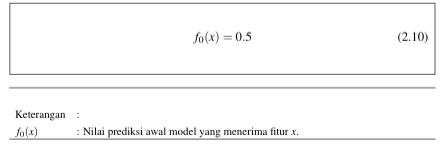 f₀(x) = 0.5 (2.10)
Keterangan :
f₀(x) : Nilai prediksi awal model yang menerima fitur x.